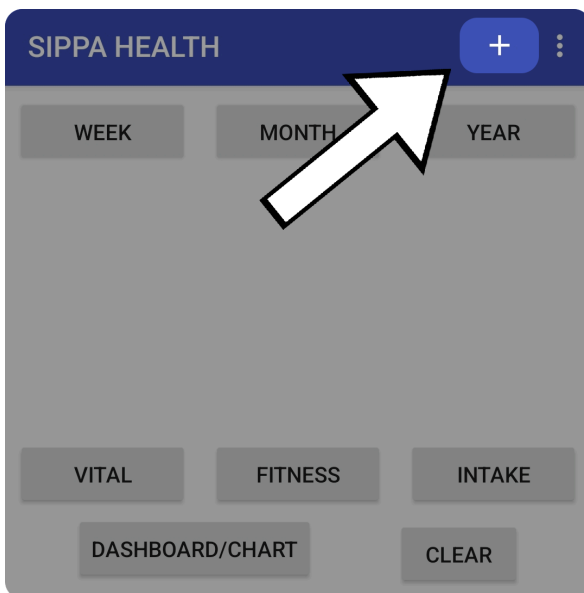 SIPPA HEALTH +
WEEK MONTH YEAR
VITAL FITNESS INTAKE
DASHBOARD/CHART CLEAR